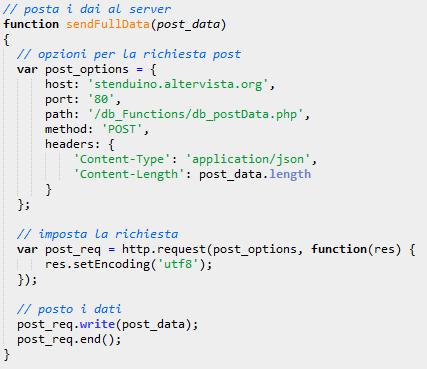 // posta i dai al server
function sendFullData(post_data)
{
// opzioni per la richiesta post
var post_options = {
host: 'stenduino.altervista.org',
port: '80',
path: '/db_Functions/db_postData.php',
method: 'POST',
headers: {
'Content-Type': 'application/json',
'Content-Length': post_data.length
}
};
// imposta la richiesta
var post_req = http.request(post_options, function(res) {
res.setEncoding('utf8');
});
// posto i dati
post_req.write(post_data);
post_req.end();
}